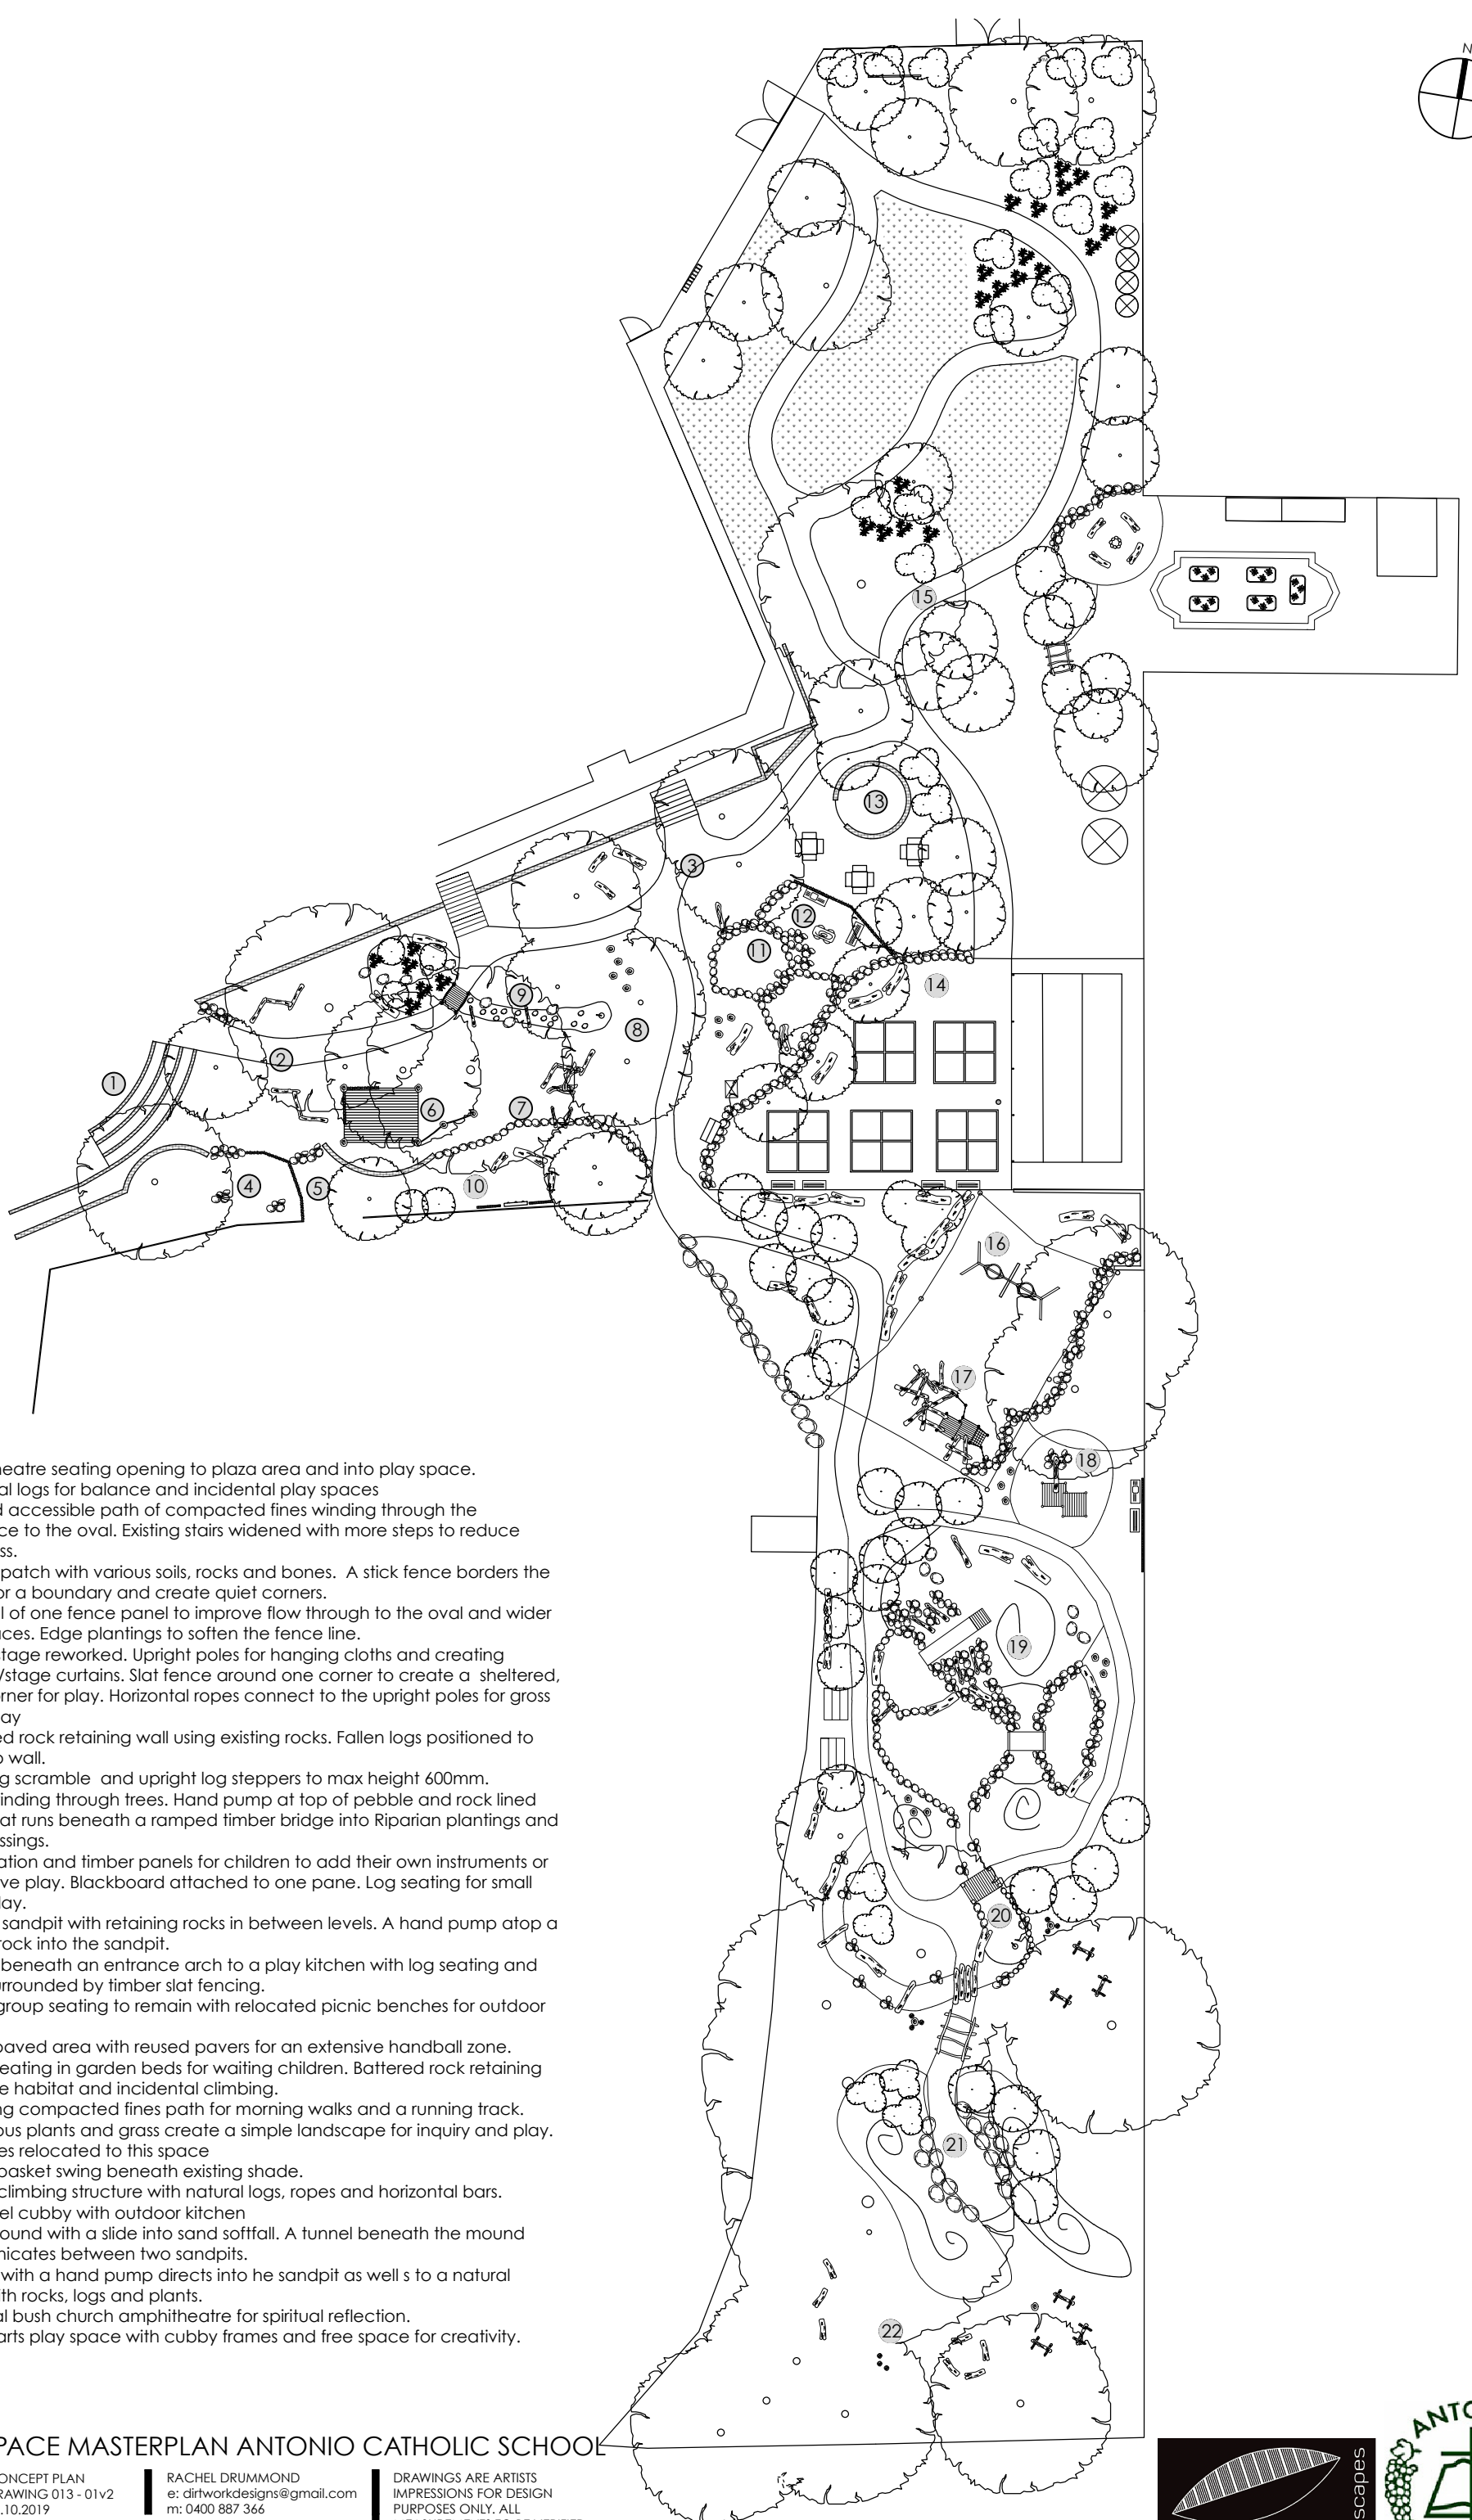 N
15
13
3
12
11
14
9
8
1
2
6
7
4
5
10
16
17
18
19
20
21
22
heatre seating opening to plaza area and into play space.
al logs for balance and incidental play spaces
d accessible path of compacted fines winding through the
ce to the oval. Existing stairs widened with more steps to reduce
ss.
patch with various soils, rocks and bones. A stick fence borders the
or a boundary and create quiet corners.
l of one fence panel to improve flow through to the oval and wider
ces. Edge plantings to soften the fence line.
stage reworked. Upright poles for hanging cloths and creating
/stage curtains. Slat fence around one corner to create a sheltered,
orner for play. Horizontal ropes connect to the upright poles for gross
ay
ed rock retaining wall using existing rocks. Fallen logs positioned to
o wall.
g scramble and upright log steppers to max height 600mm.
inding through trees. Hand pump at top of pebble and rock lined
at runs beneath a ramped timber bridge into Riparian plantings and
ssings.
ation and timber panels for children to add their own instruments or
ve play. Blackboard attached to one pane. Log seating for small
lay.
sandpit with retaining rocks in between levels. A hand pump atop a
rock into the sandpit.
beneath an entrance arch to a play kitchen with log seating and
urrounded by timber slat fencing.
group seating to remain with relocated picnic benches for outdoor
paved area with reused pavers for an extensive handball zone.
eating in garden beds for waiting children. Battered rock retaining
e habitat and incidental climbing.
ng compacted fines path for morning walks and a running track.
ous plants and grass create a simple landscape for inquiry and play.
es relocated to this space
basket swing beneath existing shade.
climbing structure with natural logs, ropes and horizontal bars.
el cubby with outdoor kitchen
ound with a slide into sand softfall. A tunnel beneath the mound
nicates between two sandpits.
with a hand pump directs into he sandpit as well s to a natural
ith rocks, logs and plants.
al bush church amphitheatre for spiritual reflection.
arts play space with cubby frames and free space for creativity.
PACE MASTERPLAN ANTONIO CATHOLIC SCHOOL
ONCEPT PLAN
RAWING 013 - 01v2
.10.2019
RACHEL DRUMMOND
e: dirtworkdesigns@gmail.com
m: 0400 887 366
DRAWINGS ARE ARTISTS
IMPRESSIONS FOR DESIGN
PURPOSES ONLY. ALL
scapes
ANTO